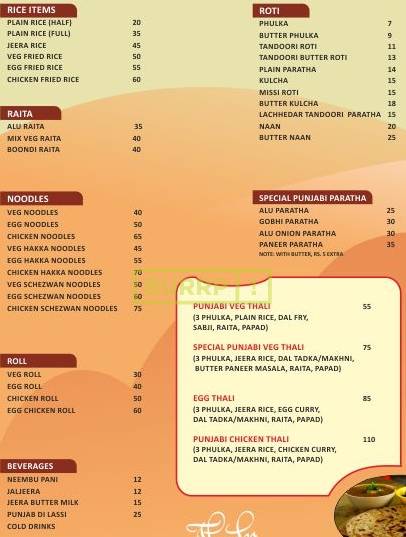 RICE ITEMS
PLAIN RICE (HALF) 20
PLAIN RICE (FULL) 35
JEERA RICE 45
VEG FRIED RICE 50
EGG FRIED RICE 55
CHICKEN FRIED RICE 60
RAITA
ALU RAITA 35
MIX VEG RAITA 40
BOONDI RAITA 40
NOODLES
VEG NOODLES 40
EGG NOODLES 50
CHICKEN NOODLES 65
VEG HAKKA NOODLES 45
EGG HAKKA NOODLES 55
CHICKEN HAKKA NOODLES
VEG SCHEZWAN NOODLES 50
EGG SCHEZWAN NOODLES 60
CHICKEN SCHEZWAN NOODLES 75
ROLL
VEG ROLL 30
EGG ROLL 40
CHICKEN ROLL 50
EGG CHICKEN ROLL 60
BEVERAGES
NEEMBU PANI 12
JALJEERA 12
JEERA BUTTER MILK 15
PUNJAB DI LASSI 25
COLD DRINKS
ROTI
PHULKA 7
BUTTER PHULKA 9
TANDOORI ROTI 11
TANDOORI BUTTER ROTI 13
PLAIN PARATHA 14
KULCHA 15
MISSI ROTI 15
BUTTER KULCHA 18
LACHHEDAR TANDOORI PARATHA 15
NAAN 20
BUTTER NAAN 25
SPECIAL PUNJABI PARATHA
ALU PARATHA 25
GOBHI PARATHA 30
ALU ONION PARATHA 30
PANEER PARATHA 35
NOTE: WITH BUTTER, RS. 5 EXTRA
PUNJABI VEG THALI 55
(3 PHULKA, PLAIN RICE, DAL FRY,
SABJI, RAITA, PAPAD)
SPECIAL PUNJABI VEG THALI 75
(3 PHULKA, JEERA RICE, DAL TADKA/MAKHNI,
BUTTER PANEER MASALA, RAITA, PAPAD)
EGG THALI 85
(3 PHULKA, JEERA RICE, EGG CURRY,
DAL TADKA/MAKHNI, RAITA, PAPAD)
PUNJABI CHICKEN THALI 110
(3 PHULKA, JEERA RICE, CHICKEN CURRY,
DAL TADKA/MAKHNI, RAITA, PAPAD)